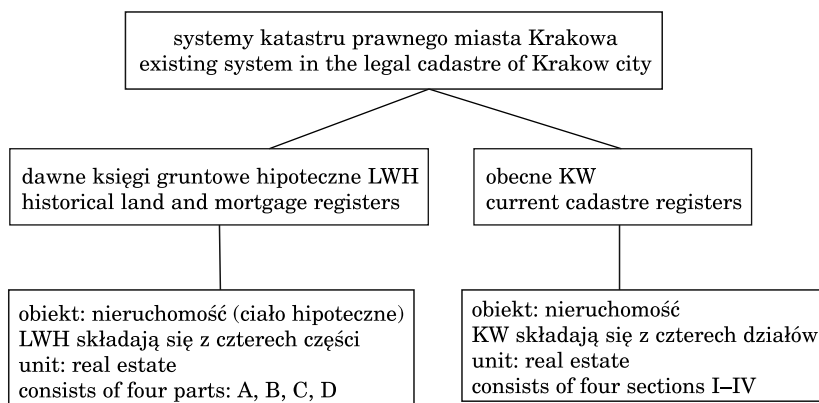 systemy katastru prawnego miasta Krakowa
existing system in the legal cadastre of Krakow city
dawne księgi gruntowe hipoteczne LWH
historical land and mortgage registers
obecne KW
current cadastre registers
obiekt: nieruchomość (ciało hipoteczne)
LWH składają się z czterech części
unit: real estate
consists of four parts: A, B, C, D
obiekt: nieruchomość
KW składają się z czterech działów
unit: real estate
consists of four sections I–IV